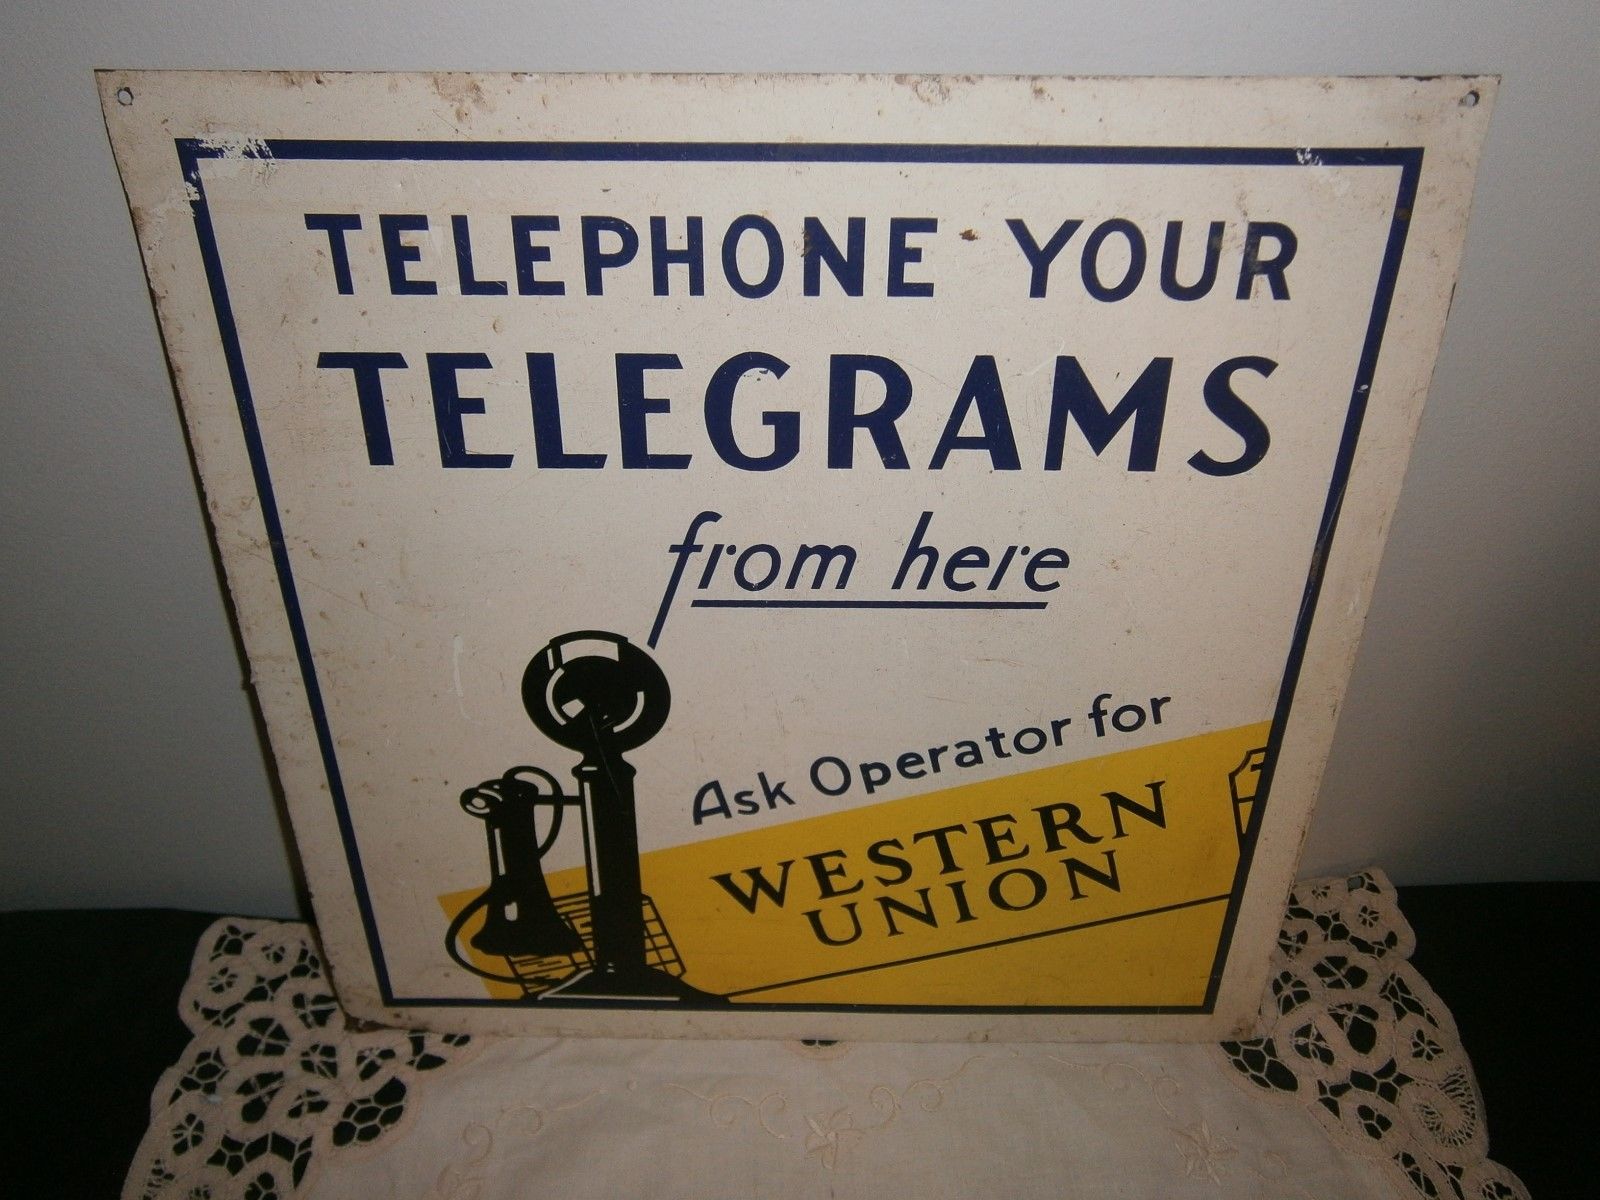 TELEPHONE YOUR
TELEGRAMS
from here
Ask Operator for
WESTERN
UNION